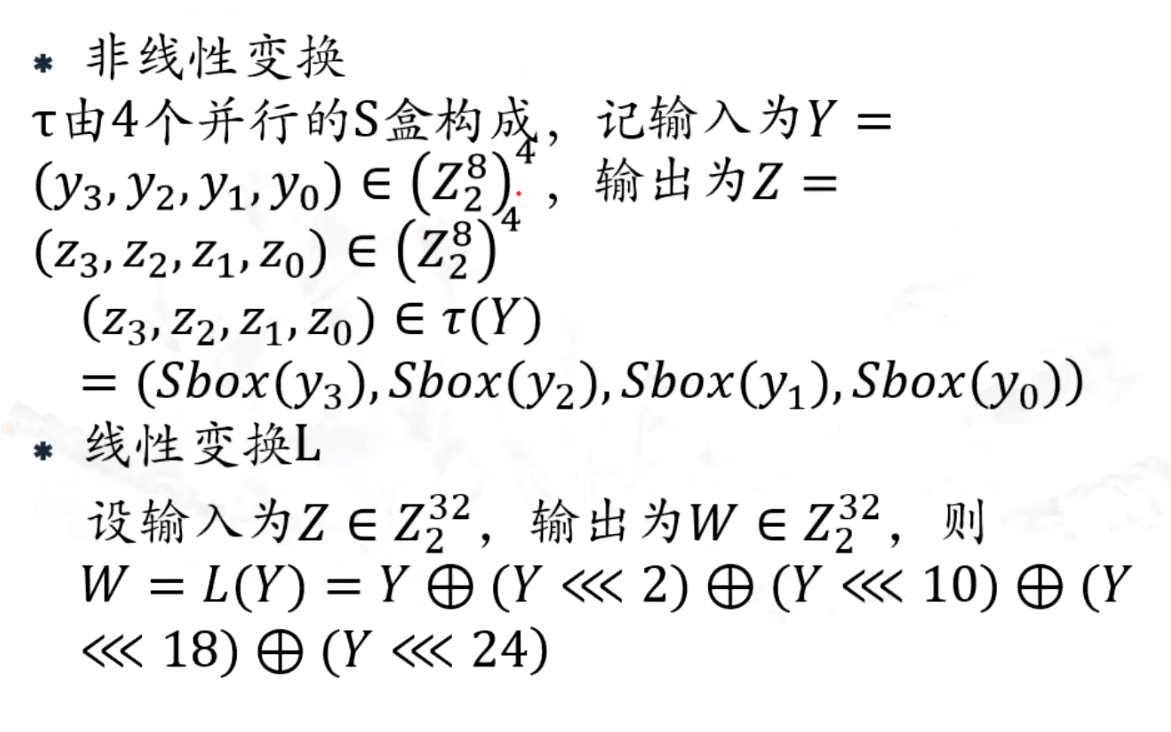 * 非线性变换
τ由4个并行的S盒构成，记输入为Y =
(y₃, y₂, y₁, y₀) ∈ (Z₂⁸)⁴，输出为Z =
(z₃, z₂, z₁, z₀) ∈ (Z₂⁸)⁴
(z₃, z₂, z₁, z₀) ∈ τ(Y)
= (Sbox(y₃), Sbox(y₂), Sbox(y₁), Sbox(y₀))
* 线性变换L
设输入为Z ∈ Z₂³²，输出为W ∈ Z₂³²，则
W = L(Y) = Y ⊕ (Y ⋘ 2) ⊕ (Y ⋘ 10) ⊕ (Y
⋘ 18) ⊕ (Y ⋘ 24)